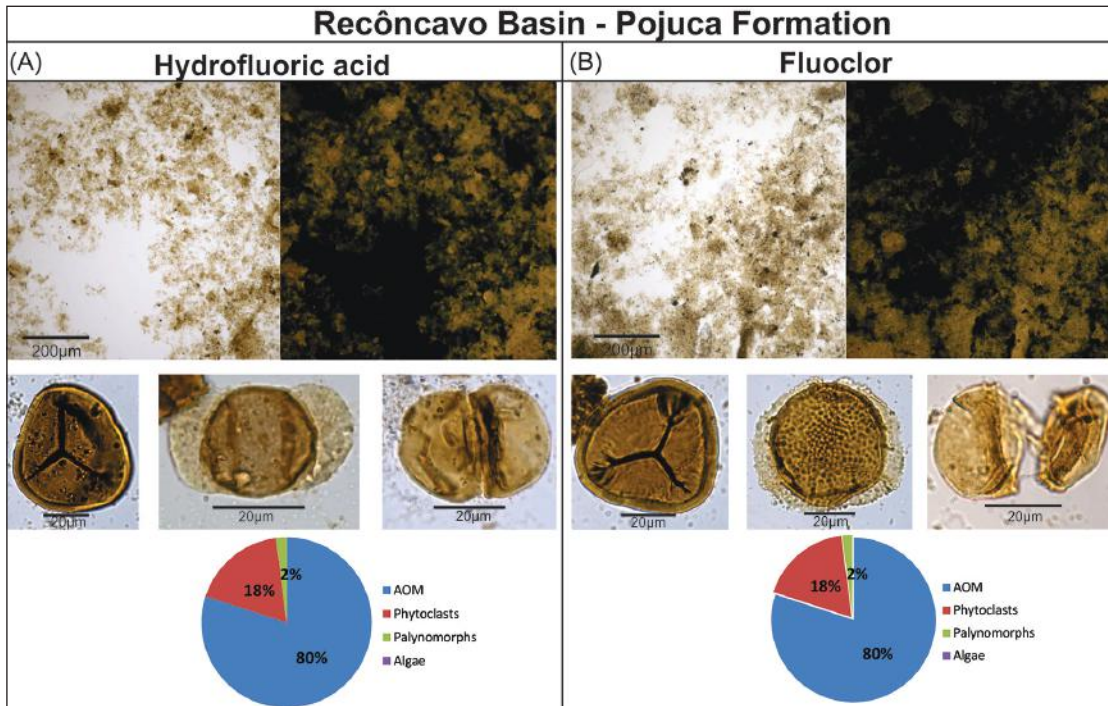 Recôncavo Basin - Pojuca Formation
(A)
Hydrofluoric acid
(B)
Fluoclor
200µm
200µm
20µm
20µm
20µm
20µm
20µm
20µm
18%
2%
80%
AOM
Phytoclasts
Palynomorphs
Algae
18%
2%
80%
AOM
Phytoclasts
Palynomorphs
Algae